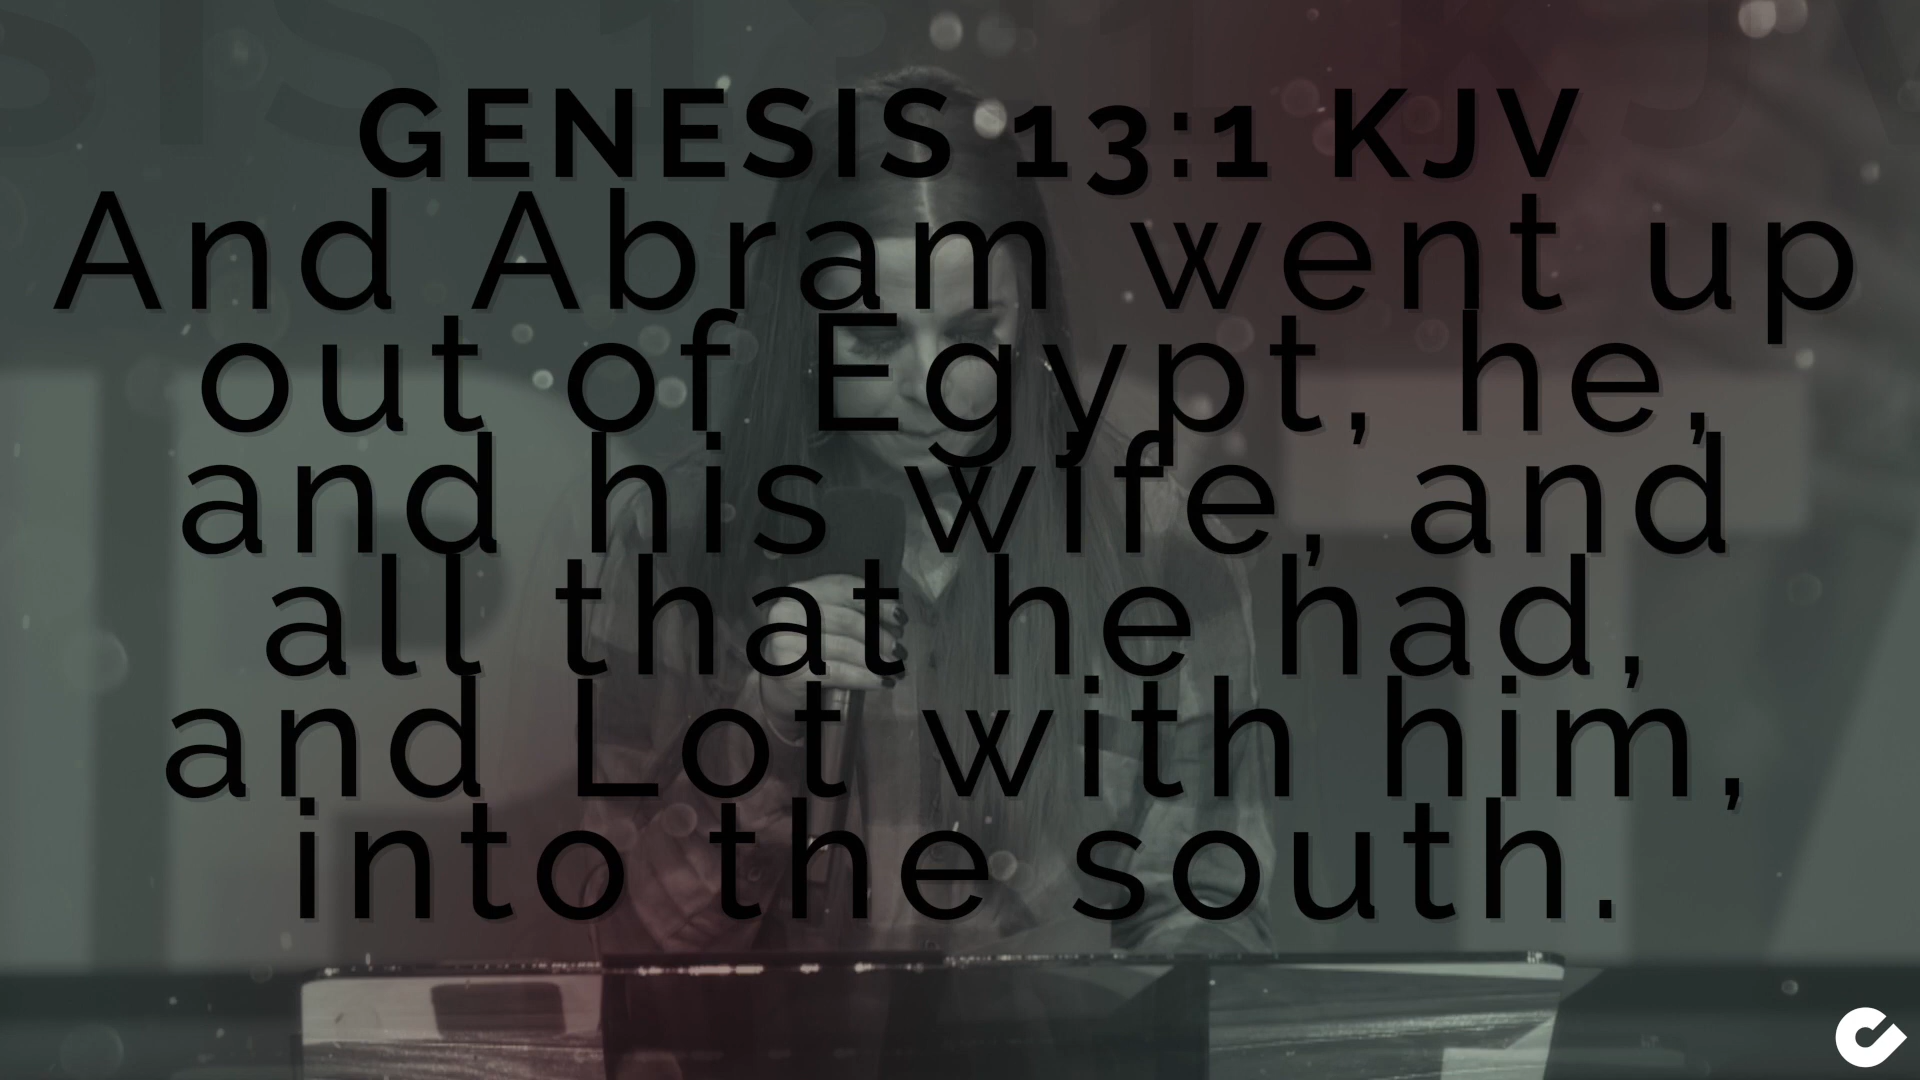 GENESIS 13:1 KJV
And Abram went up
out of Egypt, he,
and his wife, and
all that he had,
and Lot with him,
into the south.